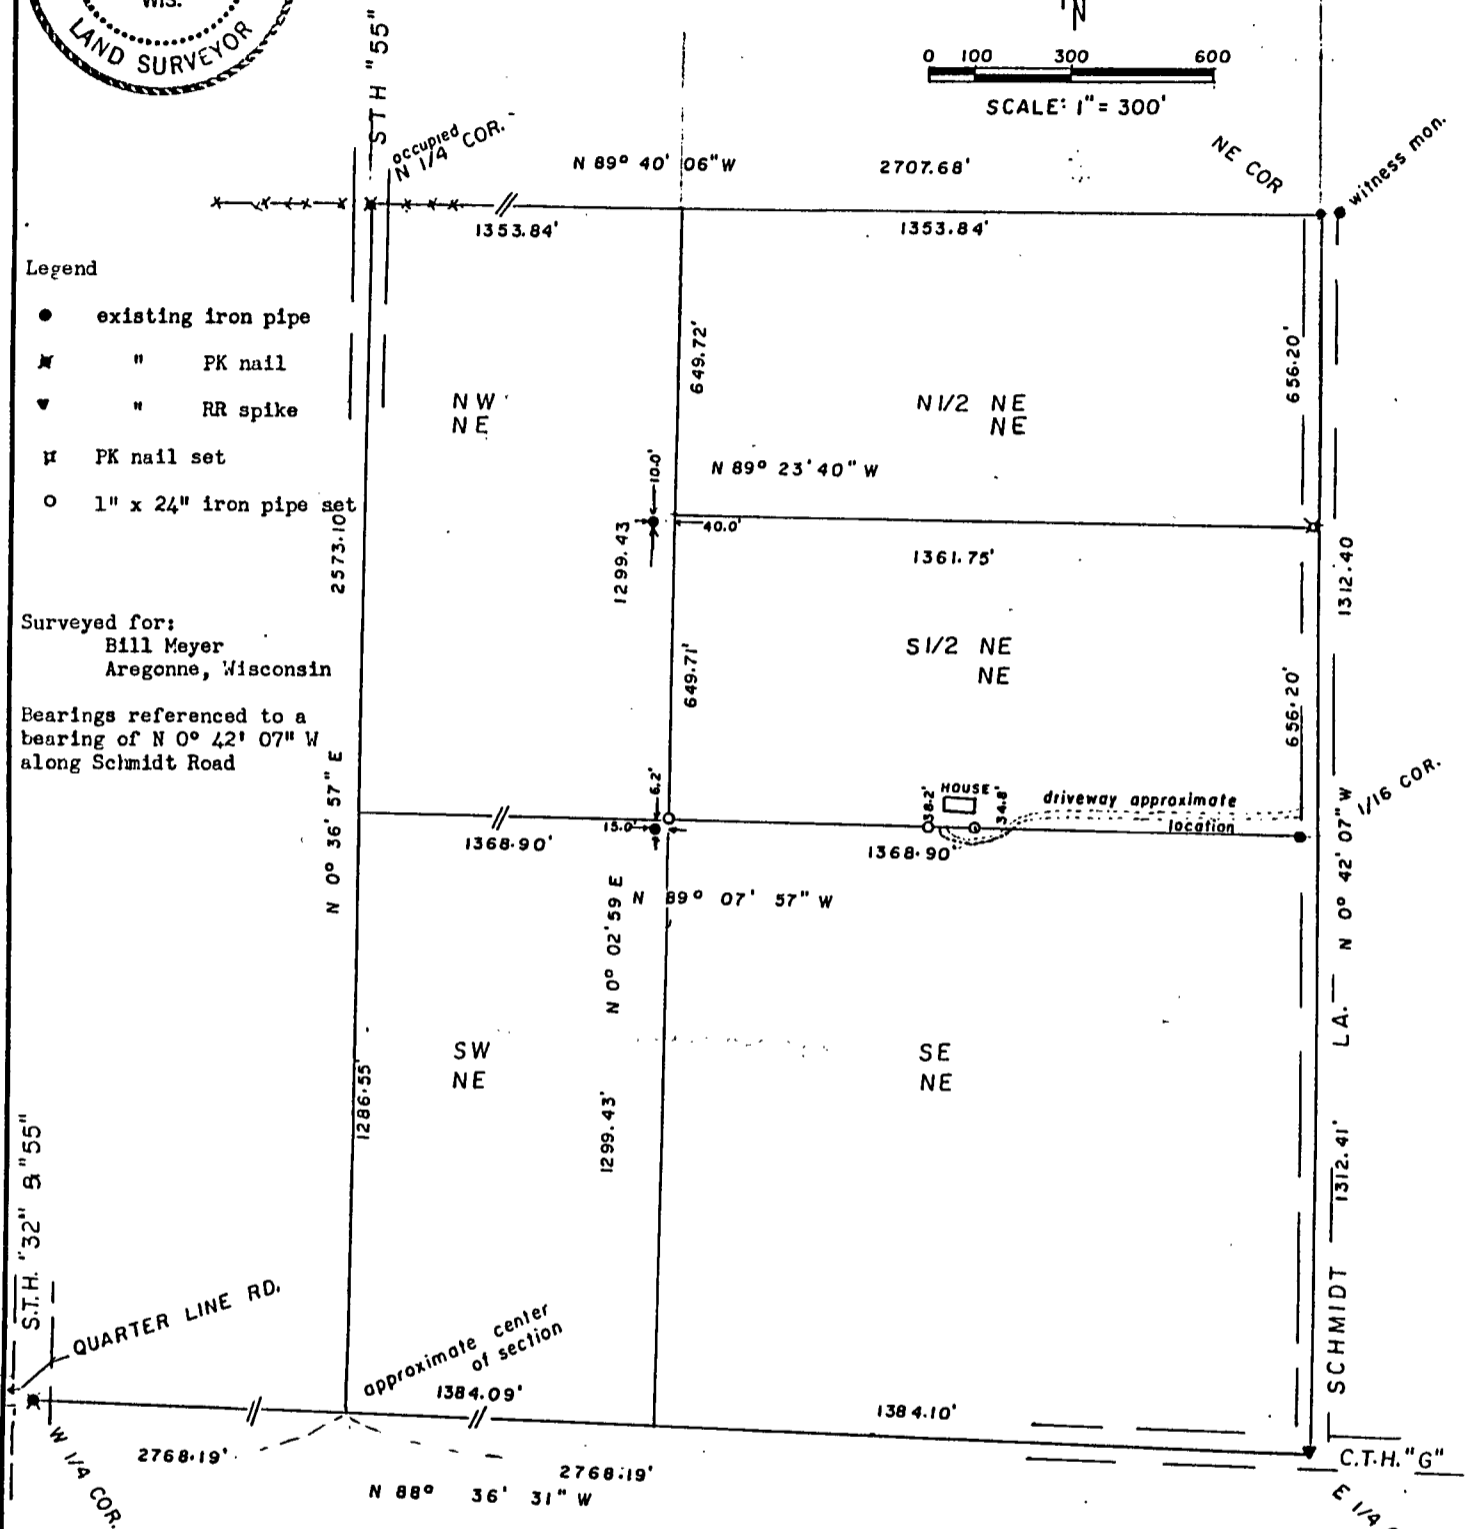 WIS.
LAND SURVEYOR
STH "55"
N
0 100 300 600
SCALE: 1" = 300'
occupied
N 1/4 COR.
N 89° 40' 06" W 2707.68'
NE COR
witness mon.
1353.84' 1353.84'
Legend
existing iron pipe
" PK nail
" RR spike
PK nail set
1" x 24" iron pipe set
649.72'
656.20'
NW
NE
N1/2 NE
NE
N 89° 23' 40" W
10.0'
40.0'
1361.75'
2573.10
1299.43
1312.40
Surveyed for:
Bill Meyer
Aregonne, Wisconsin
S1/2 NE
NE
649.71'
656.20'
Bearings referenced to a
bearing of N 0° 42' 07" W
along Schmidt Road
N 0° 36' 57" E
6.2'
15.0'
38.2'
HOUSE
34.8'
driveway approximate
location
1/16 COR.
1368.90' 1368.90'
N 89° 07' 57" W
N 0° 02' 59 E
N 0° 42' 07" W
SW
NE
SE
NE
1286.55'
1299.43'
SCHMIDT LA.
1312.41'
S.T.H. "32" & "55"
QUARTER LINE RD.
approximate center
of section
1384.09' 1384.10'
W 1/4 COR.
2768.19' 2768.19'
N 88° 36' 31" W
C.T.H. "G"
E 1/4